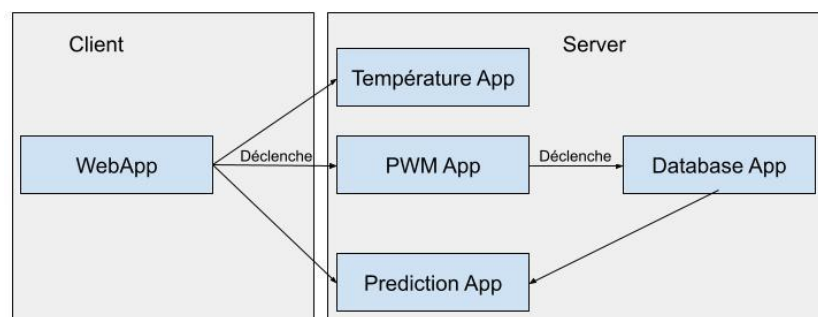 Client
Server
Température App
WebApp
Déclenche
PWM App
Déclenche
Database App
Prediction App